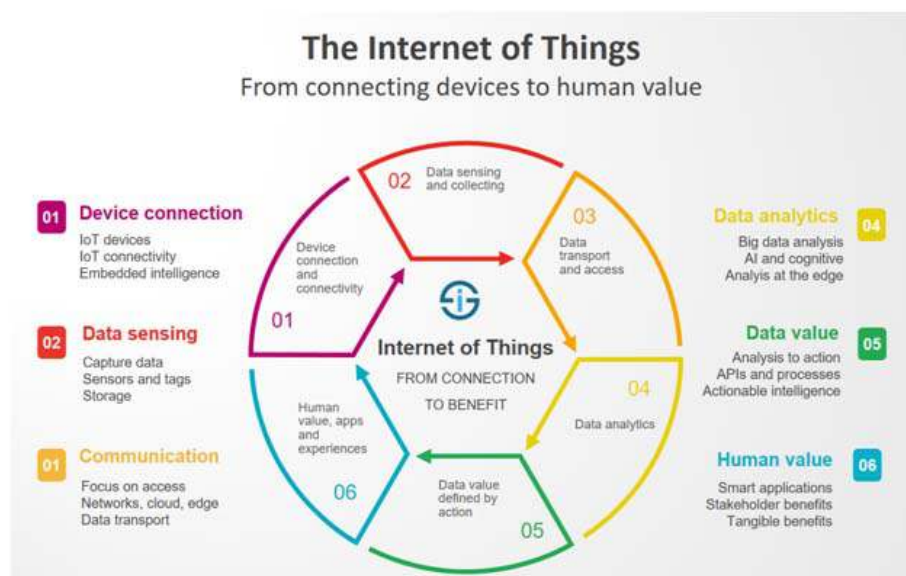 The Internet of Things
From connecting devices to human value
01 Device connection
IoT devices
IoT connectivity
Embedded intelligence
02 Data sensing
Capture data
Sensors and tags
Storage
01 Communication
Focus on access
Networks, cloud, edge
Data transport
02
Data sensing
and collecting
03
Data
transport
and access
Device
connection
and
connectivity
01
Internet of Things
FROM CONNECTION
TO BENEFIT
04
Data analytics
Human
value, apps
and
experiences
06
Data value
defined by
action
05
Data analytics 04
Big data analysis
AI and cognitive
Analyis at the edge
Data value 05
Analysis to action
APIs and processes
Actionable intelligence
Human value 06
Smart applications
Stakeholder benefits
Tangible benefits